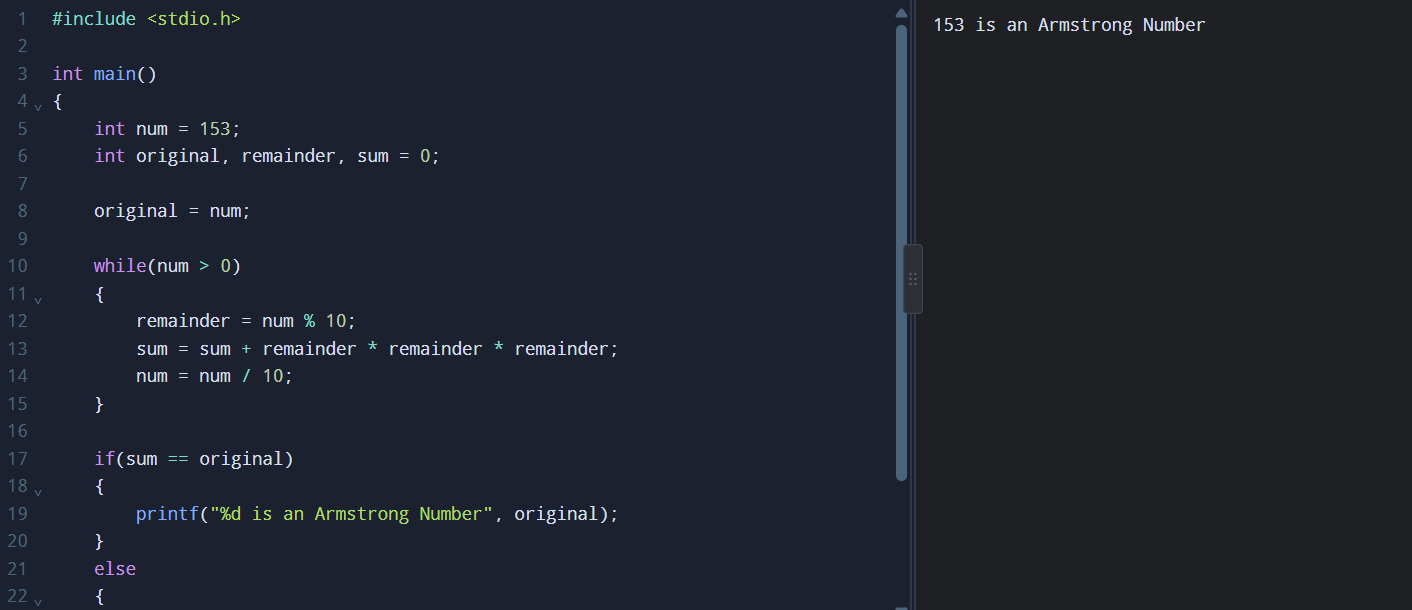 1 #include <stdio.h>
2
3 int main()
4 {
5     int num = 153;
6     int original, remainder, sum = 0;
7
8     original = num;
9
10     while(num > 0)
11     {
12         remainder = num % 10;
13         sum = sum + remainder * remainder * remainder;
14         num = num / 10;
15     }
16
17     if(sum == original)
18     {
19         printf("%d is an Armstrong Number", original);
20     }
21     else
22     {
153 is an Armstrong Number